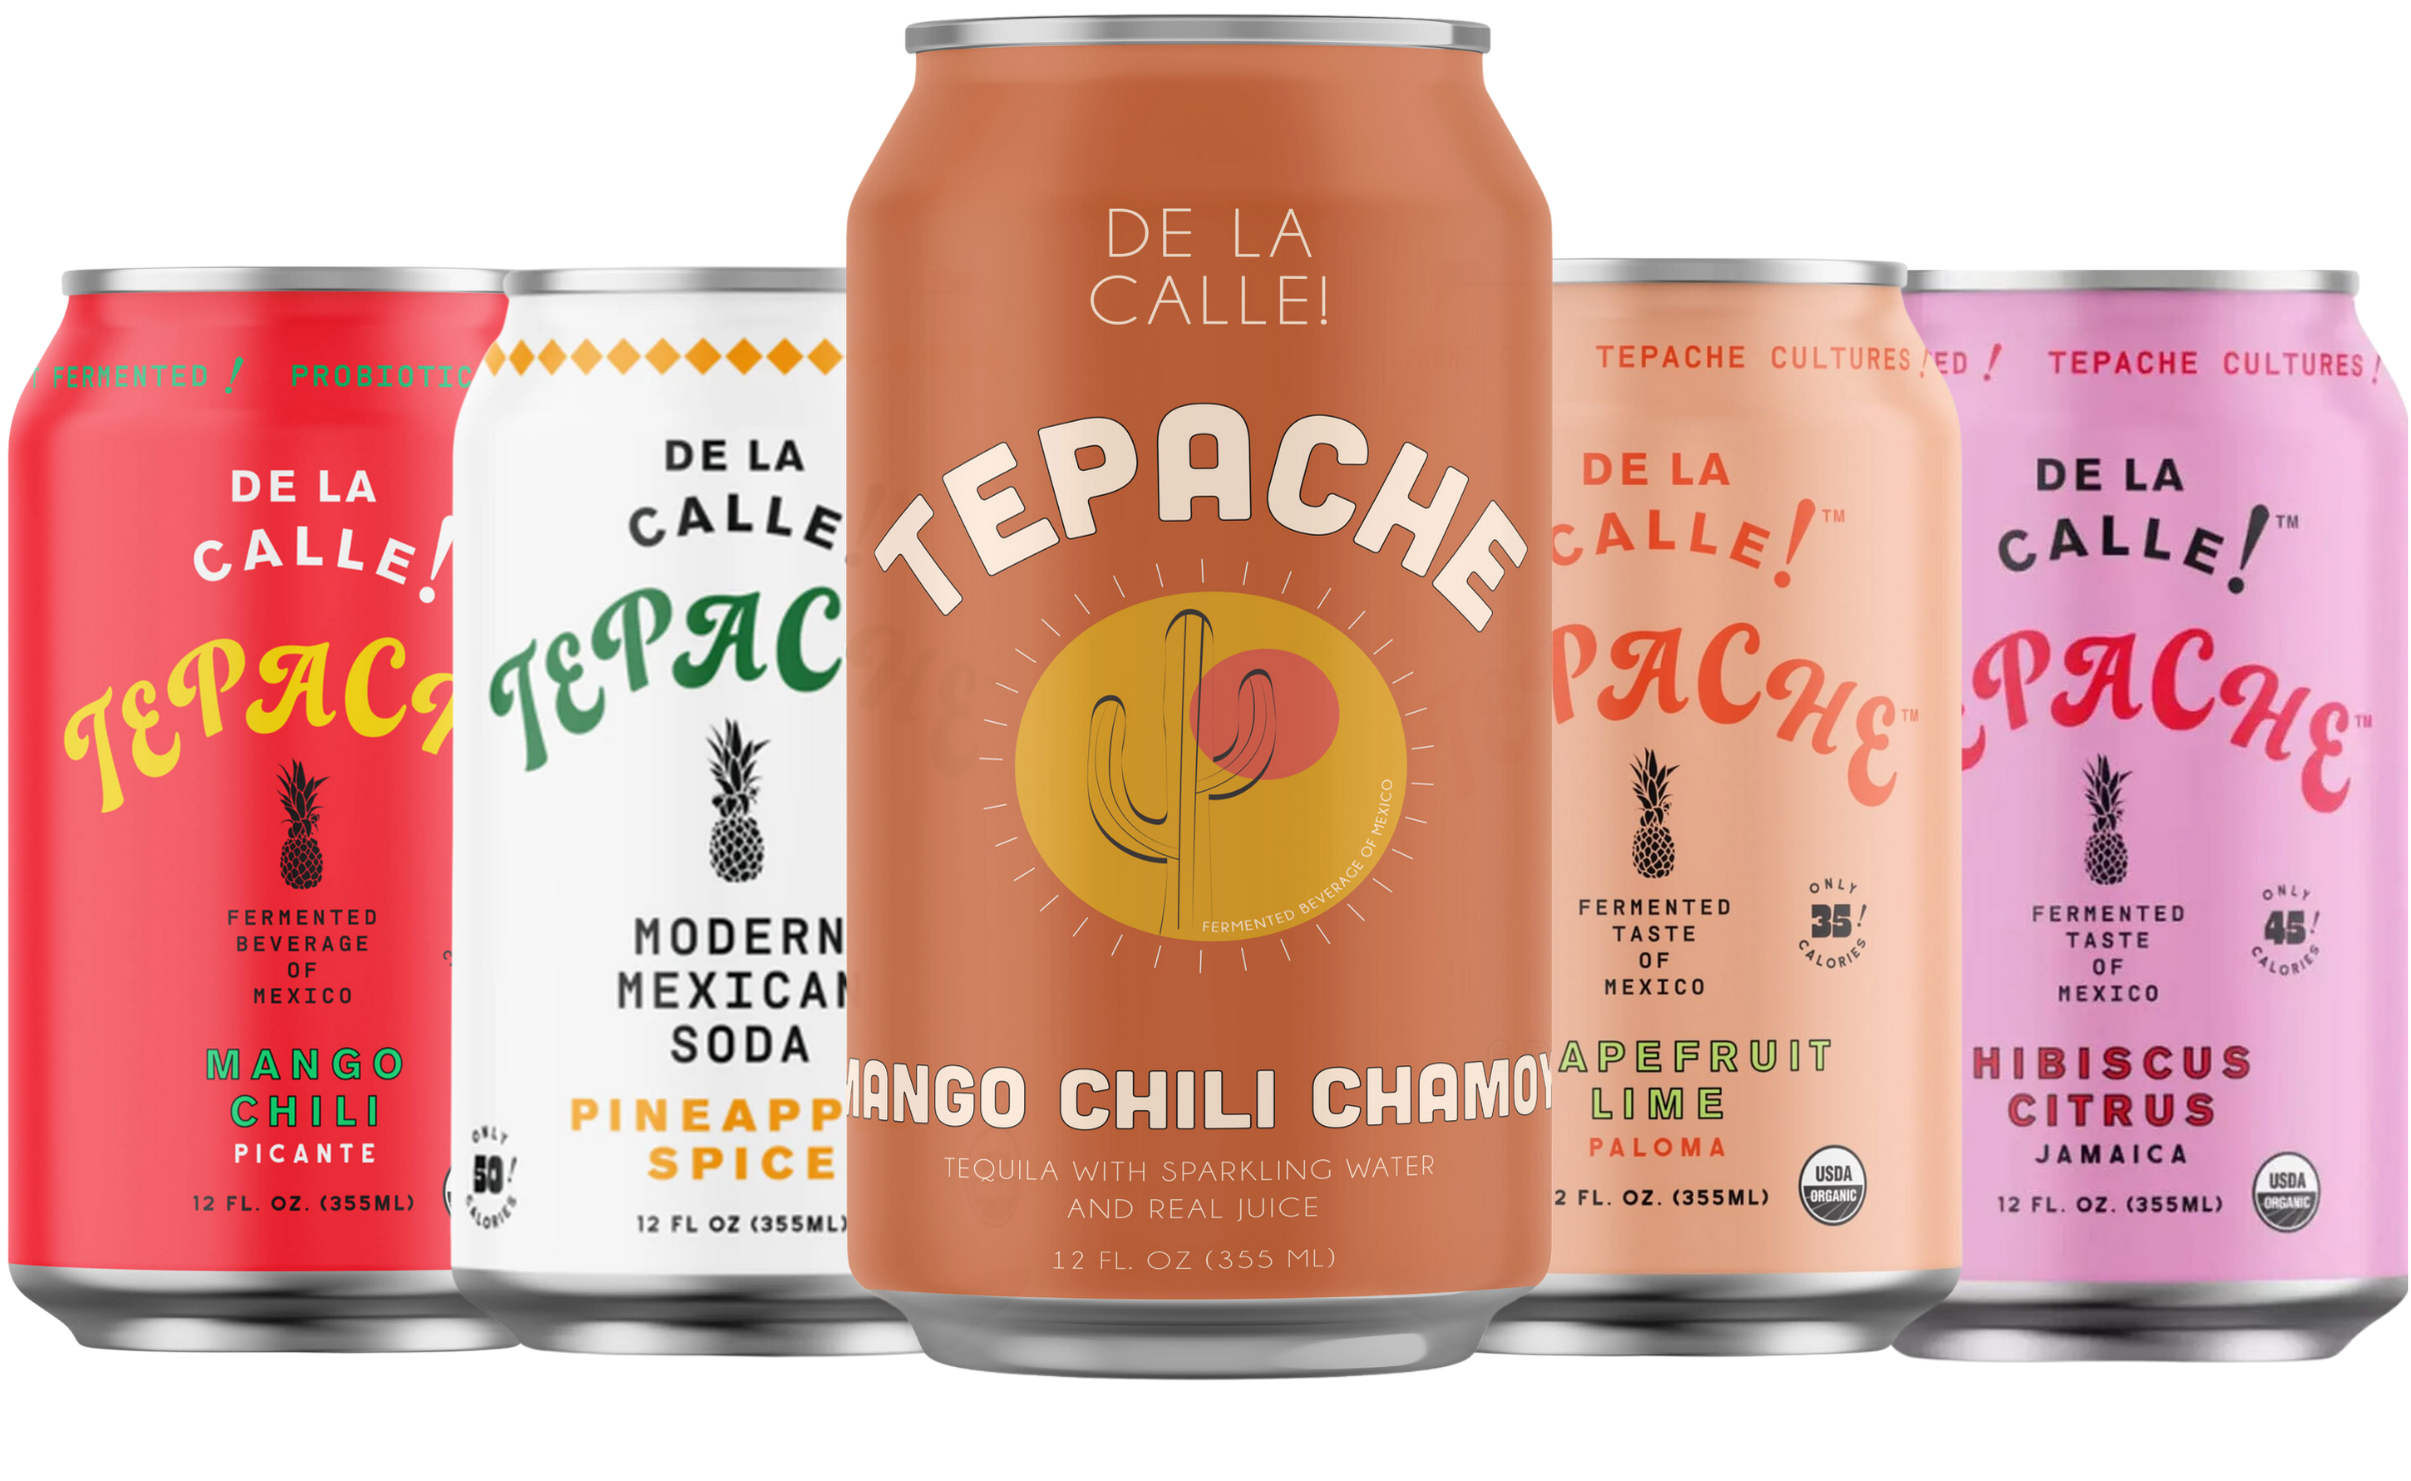 T FERMENTED ! PROBIOTIC
DE LA
CALLE!
TEPACH
FERMENTED
BEVERAGE
OF
MEXICO
MANGO
CHILI
PICANTE
12 FL. OZ. (355ML)
DE LA
CALLE
TEPAC
MODERN
MEXICAN
SODA
PINEAPP
SPICE
ONLY
50!
CALORIES
12 FL OZ (355ML)
DE LA
CALLE!
TEPACHE
FERMENTED BEVERAGE OF MEXICO
MANGO CHILI CHAMOY
TEQUILA WITH SPARKLING WATER
AND REAL JUICE
12 FL. OZ (355 ML)
TEPACHE CULTURES!
DE LA
CALLE!™
PACHE™
FERMENTED
TASTE
OF
MEXICO
ONLY
35!
CALORIES
APEFRUIT
LIME
PALOMA
2 FL. OZ. (355ML)
USDA
ORGANIC
ED ! TEPACHE CULTURES!
DE LA
CALLE!™
EPACHE™
FERMENTED
TASTE
OF
MEXICO
ONLY
45!
CALORIES
HIBISCUS
CITRUS
JAMAICA
12 FL. OZ. (355ML)
USDA
ORGANIC